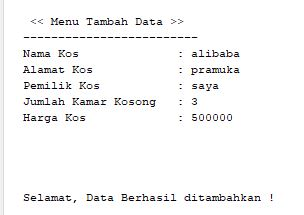 << Menu Tambah Data >>
-------------------------
Nama Kos : alibaba
Alamat Kos : pramuka
Pemilik Kos : saya
Jumlah Kamar Kosong : 3
Harga Kos : 500000
Selamat, Data Berhasil ditambahkan !